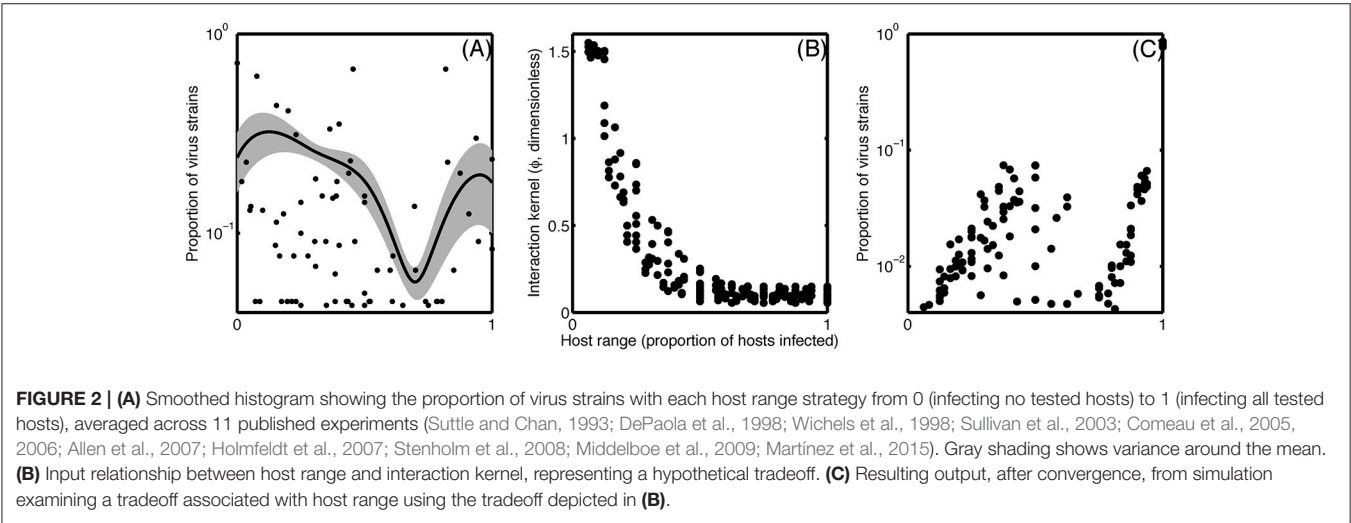 (A)
(B)
(C)
Proportion of virus strains
10⁰
10⁻¹
0
1
Interaction kernel (ϕ, dimensionless)
1.5
1
0.5
0
0
1
Host range (proportion of hosts infected)
Proportion of virus strains
10⁰
10⁻¹
10⁻²
0
1
FIGURE 2 | (A) Smoothed histogram showing the proportion of virus strains with each host range strategy from 0 (infecting no tested hosts) to 1 (infecting all tested
hosts), averaged across 11 published experiments (Suttle and Chan, 1993; DePaola et al., 1998; Wichels et al., 1998; Sullivan et al., 2003; Comeau et al., 2005,
2006; Allen et al., 2007; Holmfeldt et al., 2007; Stenholm et al., 2008; Middelboe et al., 2009; Martínez et al., 2015). Gray shading shows variance around the mean.
(B) Input relationship between host range and interaction kernel, representing a hypothetical tradeoff. (C) Resulting output, after convergence, from simulation
examining a tradeoff associated with host range using the tradeoff depicted in (B).